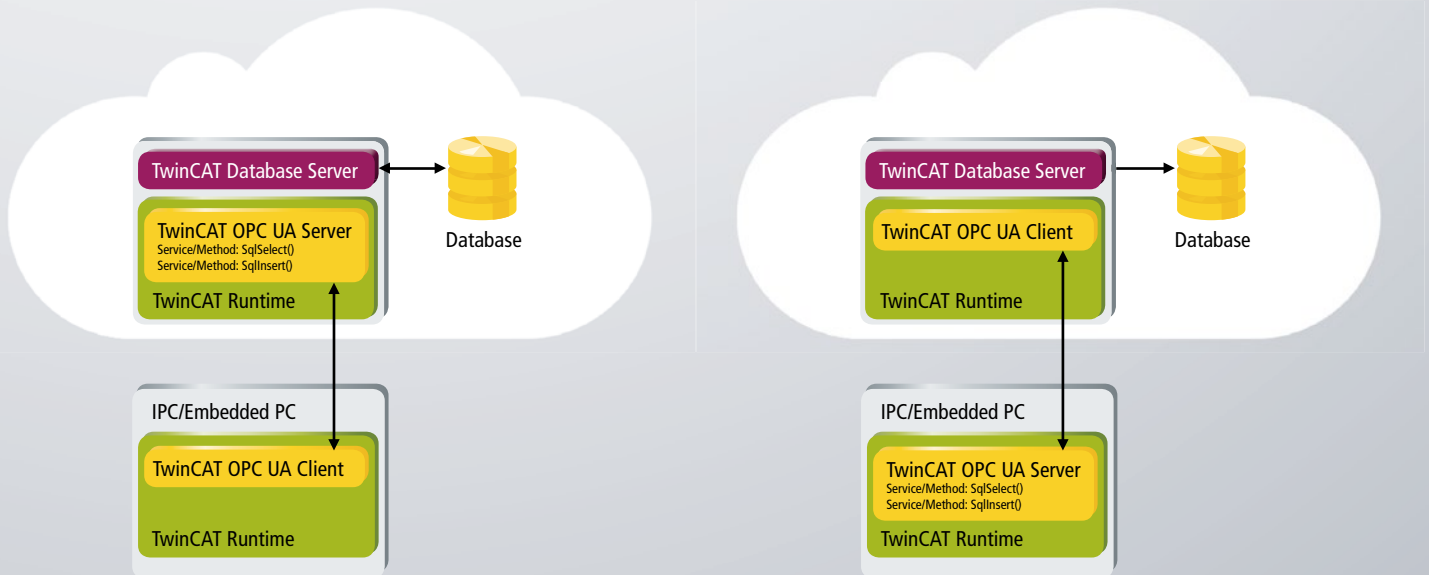 TwinCAT Database Server
TwinCAT OPC UA Server
Service/Method: SqlSelect()
Service/Method: SqlInsert()
TwinCAT Runtime
Database
IPC/Embedded PC
TwinCAT OPC UA Client
TwinCAT Runtime
TwinCAT Database Server
TwinCAT OPC UA Client
TwinCAT Runtime
Database
IPC/Embedded PC
TwinCAT OPC UA Server
Service/Method: SqlSelect()
Service/Method: SqlInsert()
TwinCAT Runtime